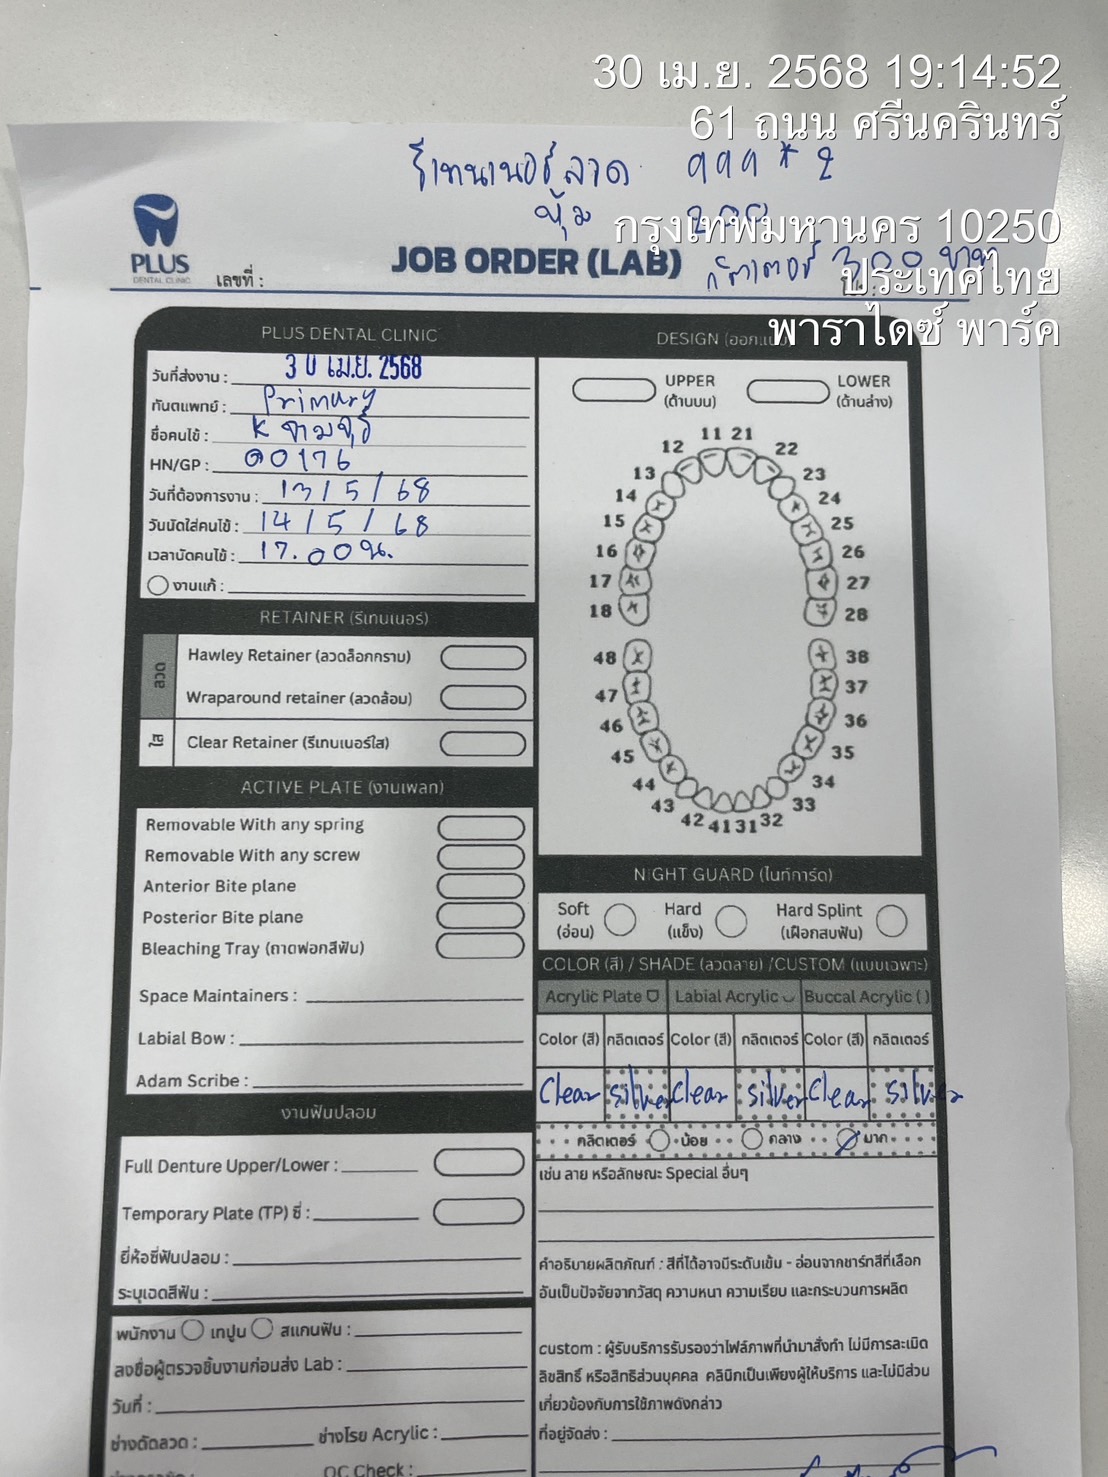 30 เม.ย. 2568 19:14:52
61 ถนน ศรีนครินทร์
กรุงเทพมหานคร 10250
ประเทศไทย
พาราไดซ์ พาร์ค
รีเทนเนอร์ลวด 999 * 2
หุ้ม
กลิตเตอร์ 300 บาท
PLUS
DENTAL CLINIC
เลขที่ :
JOB ORDER (LAB)
PLUS DENTAL CLINIC
วันที่ส่งงาน : 30 เม.ย. 2568
ทันตแพทย์ : Primary
ชื่อคนไข้ : K จามจุรี
HN/GP : 00176
วันที่ต้องการงาน : 13 / 5 / 68
วันนัดใส่คนไข้ : 14 / 5 / 68
เวลานัดคนไข้ : 17.00 น.
งานแก้ :
RETAINER (รีเทนเนอร์)
ลวด
Hawley Retainer (ลวดล็อกกราม)
Wraparound retainer (ลวดล้อม)
ใส
Clear Retainer (รีเทนเนอร์ใส)
ACTIVE PLATE (งานเพลท)
Removable With any spring
Removable With any screw
Anterior Bite plane
Posterior Bite plane
Bleaching Tray (ถาดฟอกสีฟัน)
Space Maintainers :
Labial Bow :
Adam Scribe :
งานฟันปลอม
Full Denture Upper/Lower :
Temporary Plate (TP) ซี่ :
ยี่ห้อซี่ฟันปลอม :
ระบุเฉดสีฟัน :
พนักงาน เทปูน สแกนฟัน :
ลงชื่อผู้ตรวจชิ้นงานก่อนส่ง Lab :
วันที่ :
ช่างดัดลวด : ช่างโรย Acrylic :
QC Check :
DESIGN (ออกแบบ)
UPPER (ด้านบน) LOWER (ด้านล่าง)
11 21
12 22
13 23
14 24
15 25
16 26
17 27
18 28
48 38
47 37
46 36
45 35
44 34
43 33
42 41 31 32
NIGHT GUARD (ไนท์การ์ด)
Soft (อ่อน) Hard (แข็ง) Hard Splint (เฝือกสบฟัน)
COLOR (สี) / SHADE (ลวดลาย) /CUSTOM (แบบเฉพาะ)
Acrylic Plate Labial Acrylic Buccal Acrylic ( )
Color (สี) กลิตเตอร์ Color (สี) กลิตเตอร์ Color (สี) กลิตเตอร์
Clear silver Clear silver Clear silver
กลิตเตอร์ น้อย กลาง มาก
เช่น ลาย หรือลักษณะ Special อื่นๆ
คำอธิบายผลิตภัณฑ์ : สีที่ได้อาจมีระดับเข้ม - อ่อนจากชาร์ทสีที่เลือก
อันเป็นปัจจัยจากวัสดุ ความหนา ความเรียบ และกระบวนการผลิต
custom : ผู้รับบริการรับรองว่าไฟล์ภาพที่นำมาสั่งทำ ไม่มีการละเมิด
ลิขสิทธิ์ หรือสิทธิส่วนบุคคล คลินิกเป็นเพียงผู้ให้บริการ และไม่มีส่วน
เกี่ยวข้องกับการใช้ภาพดังกล่าว
ที่อยู่จัดส่ง :